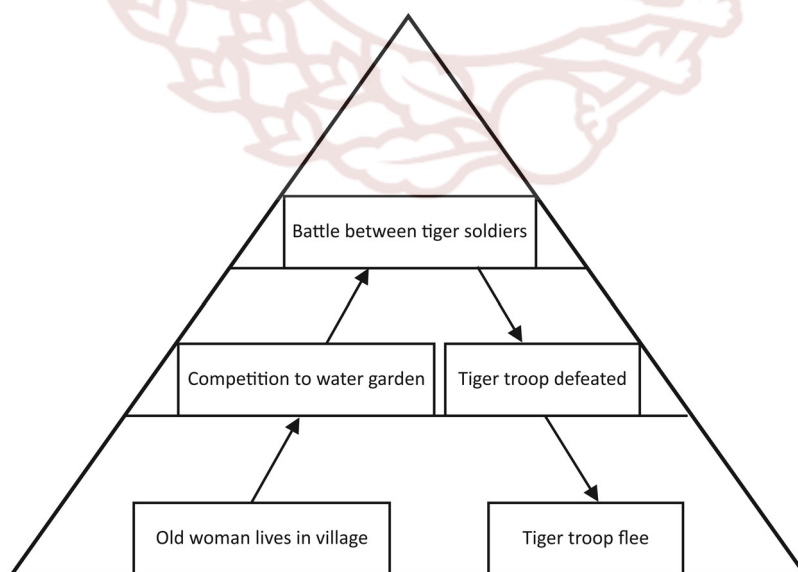 Battle between tiger soldiers
Competition to water garden
Tiger troop defeated
Old woman lives in village
Tiger troop flee